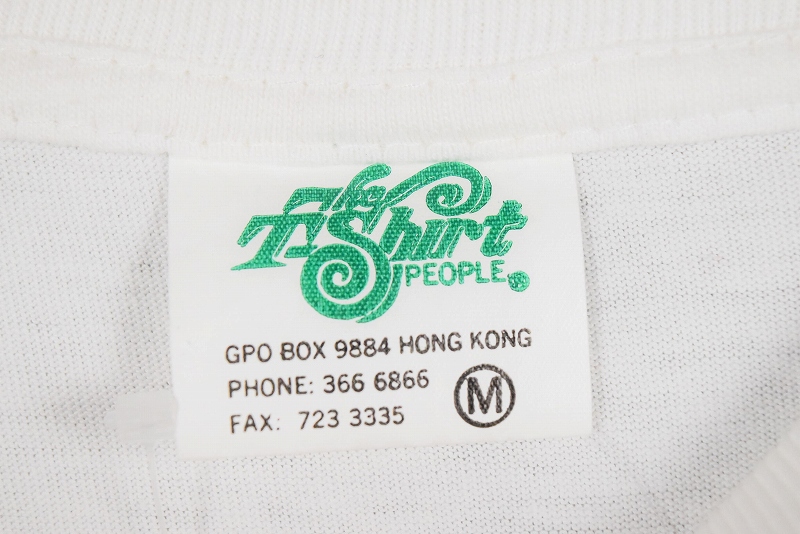 The
T-Shirt
PEOPLE®
GPO BOX 9884 HONG KONG
PHONE: 366 6866
FAX: 723 3335
M